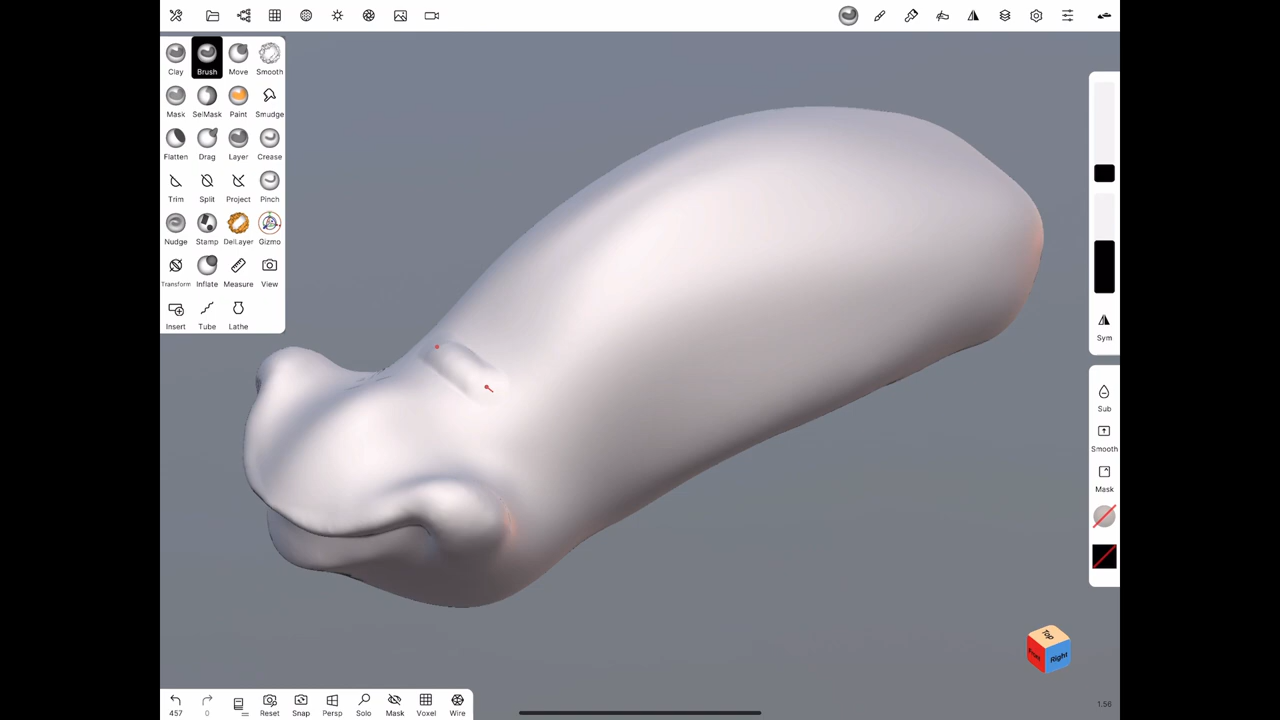 Clay Brush Move Smooth
Mask SelMask Paint Smudge
Flatten Drag Layer Crease
Trim Split Project Pinch
Nudge Stamp DelLayer Gizmo
Transform Inflate Measure View
Insert Tube Lathe
Sym
Sub
Smooth
Mask
Top
Front Right
1.56
457 0 Reset Snap Persp Solo Mask Voxel Wire